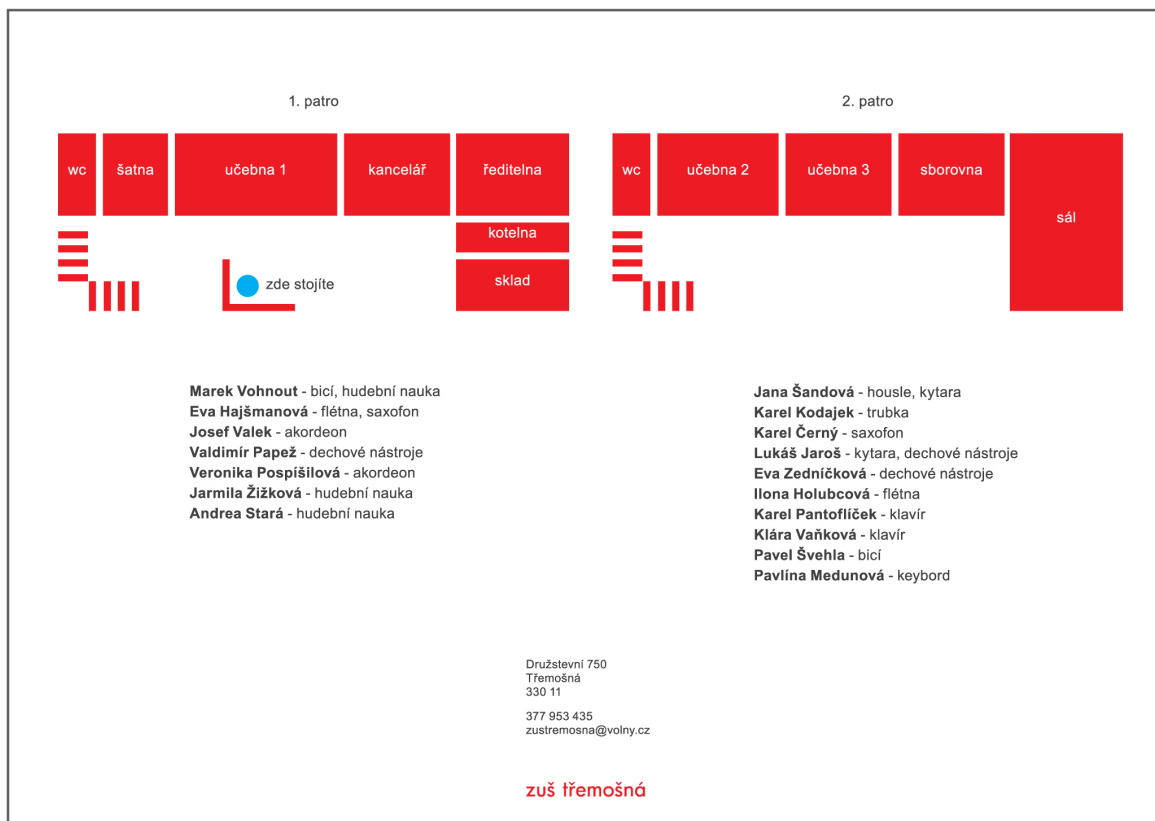 1. patro
wc
šatna
učebna 1
kancelář
ředitelna
kotelna
sklad
zde stojíte
Marek Vohnout - bicí, hudební nauka
Eva Hajšmanová - flétna, saxofon
Josef Valek - akordeon
Valdimír Papež - dechové nástroje
Veronika Pospíšilová - akordeon
Jarmila Žižková - hudební nauka
Andrea Stará - hudební nauka
2. patro
wc
učebna 2
učebna 3
sborovna
sál
Jana Šandová - housle, kytara
Karel Kodajek - trubka
Karel Černý - saxofon
Lukáš Jaroš - kytara, dechové nástroje
Eva Zedníčková - dechové nástroje
Ilona Holubcová - flétna
Karel Pantoflíček - klavír
Klára Vaňková - klavír
Pavel Švehla - bicí
Pavlína Medunová - keybord
Družstevní 750
Třemošná
330 11
377 953 435
zustremosna@volny.cz
zuš třemošná